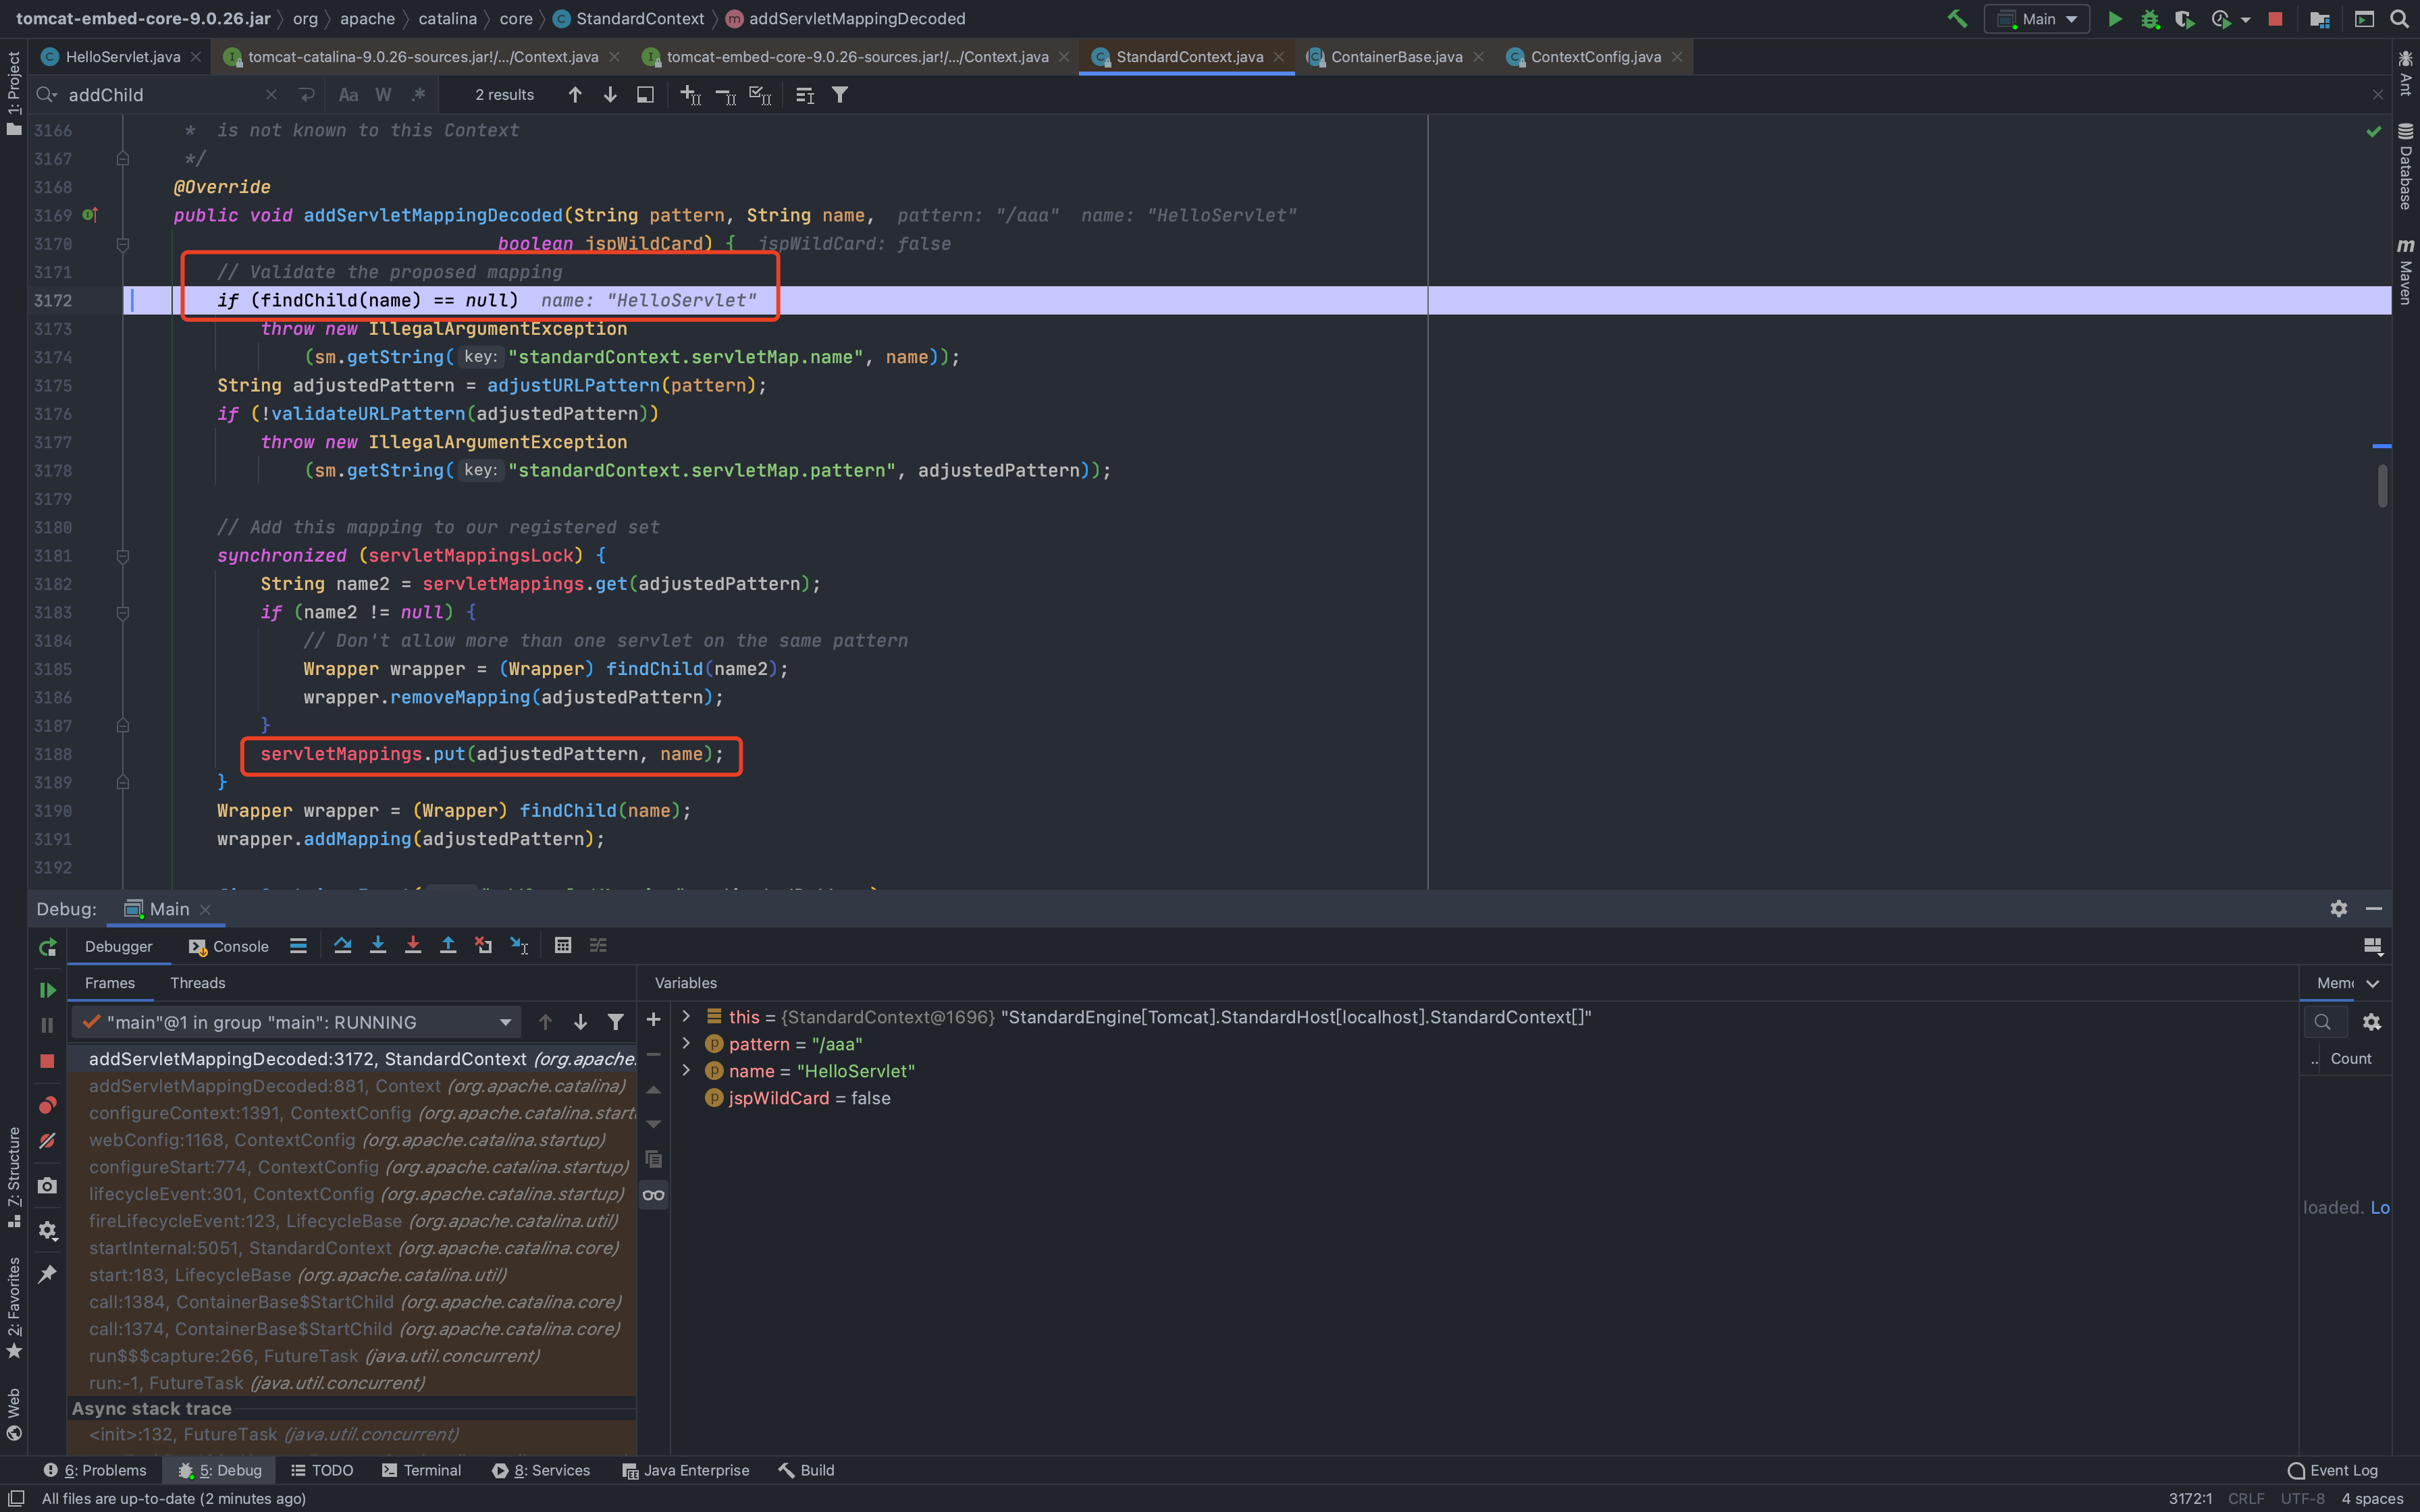 tomcat-embed-core-9.0.26.jar org apache catalina core StandardContext addServletMappingDecoded
Main
HelloServlet.java tomcat-catalina-9.0.26-sources.jar!/.../Context.java tomcat-embed-core-9.0.26-sources.jar!/.../Context.java StandardContext.java ContainerBase.java ContextConfig.java
addChild Aa W .* 2 results
3166 * is not known to this Context
3167 */
3168 @Override
3169 public void addServletMappingDecoded(String pattern, String name, pattern: "/aaa" name: "HelloServlet"
3170 boolean jspWildCard) { jspWildCard: false
3171 // Validate the proposed mapping
3172 if (findChild(name) == null) name: "HelloServlet"
3173 throw new IllegalArgumentException
3174 (sm.getString( key: "standardContext.servletMap.name", name));
3175 String adjustedPattern = adjustURLPattern(pattern);
3176 if (!validateURLPattern(adjustedPattern))
3177 throw new IllegalArgumentException
3178 (sm.getString( key: "standardContext.servletMap.pattern", adjustedPattern));
3179
3180 // Add this mapping to our registered set
3181 synchronized (servletMappingsLock) {
3182 String name2 = servletMappings.get(adjustedPattern);
3183 if (name2 != null) {
3184 // Don't allow more than one servlet on the same pattern
3185 Wrapper wrapper = (Wrapper) findChild(name2);
3186 wrapper.removeMapping(adjustedPattern);
3187 }
3188 servletMappings.put(adjustedPattern, name);
3189 }
3190 Wrapper wrapper = (Wrapper) findChild(name);
3191 wrapper.addMapping(adjustedPattern);
3192
1: Project
Z: Structure
2: Favorites
Web
Ant
Database
m Maven
Debug: Main
Debugger Console
Frames Threads
"main"@1 in group "main": RUNNING
addServletMappingDecoded:3172, StandardContext (org.apache.
addServletMappingDecoded:881, Context (org.apache.catalina)
configureContext:1391, ContextConfig (org.apache.catalina.start
webConfig:1168, ContextConfig (org.apache.catalina.startup)
configureStart:774, ContextConfig (org.apache.catalina.startup)
lifecycleEvent:301, ContextConfig (org.apache.catalina.startup)
fireLifecycleEvent:123, LifecycleBase (org.apache.catalina.util)
startInternal:5051, StandardContext (org.apache.catalina.core)
start:183, LifecycleBase (org.apache.catalina.util)
call:1384, ContainerBase$StartChild (org.apache.catalina.core)
call:1374, ContainerBase$StartChild (org.apache.catalina.core)
run$$$capture:266, FutureTask (java.util.concurrent)
run:-1, FutureTask (java.util.concurrent)
Async stack trace
<init>:132, FutureTask (java.util.concurrent)
Variables
this = {StandardContext@1696} "StandardEngine[Tomcat].StandardHost[localhost].StandardContext[]"
pattern = "/aaa"
name = "HelloServlet"
jspWildCard = false
Mem
.. Count
loaded. Lo
6: Problems 5: Debug TODO Terminal 8: Services Java Enterprise Build Event Log
All files are up-to-date (2 minutes ago) 3172:1 CRLF UTF-8 4 spaces